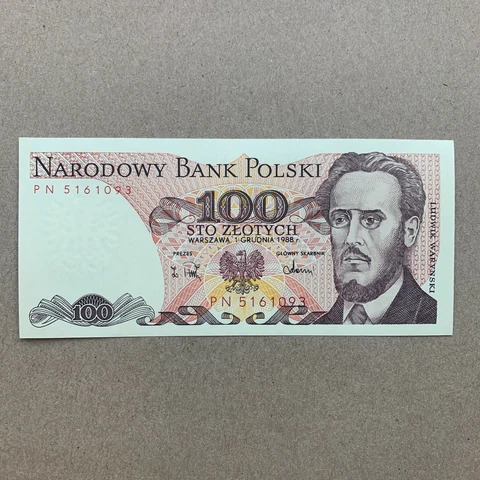 NARODOWY BANK POLSKI
PN 5161093
100
STO ZŁOTYCH
WARSZAWA, 1 GRUDNIA 1988 r.
PREZES GŁÓWNY SKARBNIK
PN 5161093
100
LUDWIK WARYŃSKI